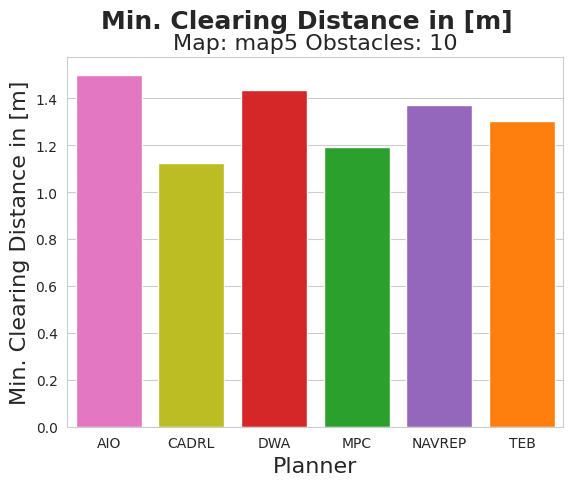 Min. Clearing Distance in [m]
Map: map5 Obstacles: 10
Min. Clearing Distance in [m]
1.4
1.2
1.0
0.8
0.6
0.4
0.2
0.0
AIO CADRL DWA MPC NAVREP TEB
Planner